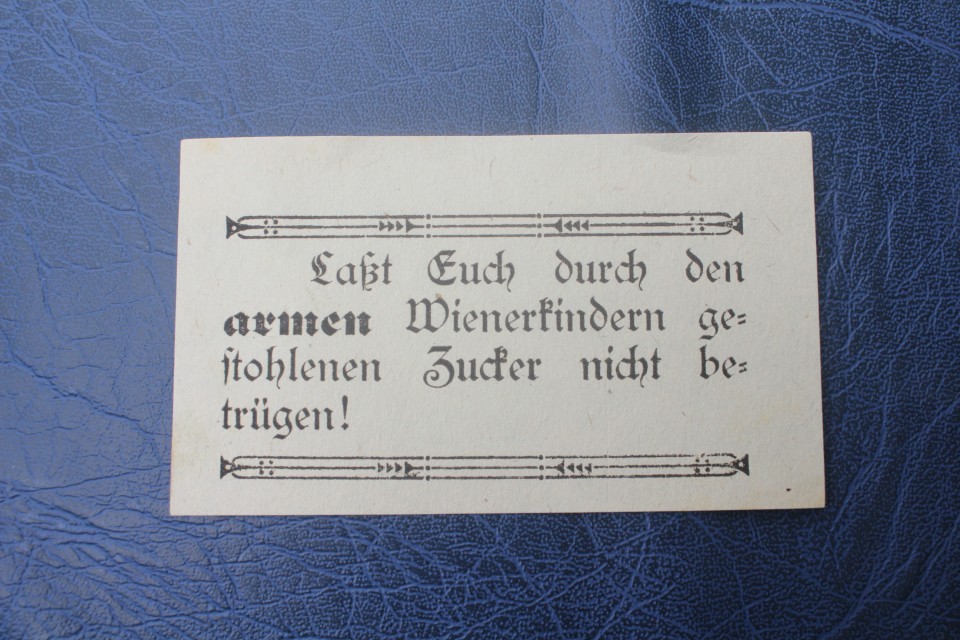 Laßt Euch durch den
armen Wienerkindern ge-
stohlenen Zucker nicht be-
trügen!